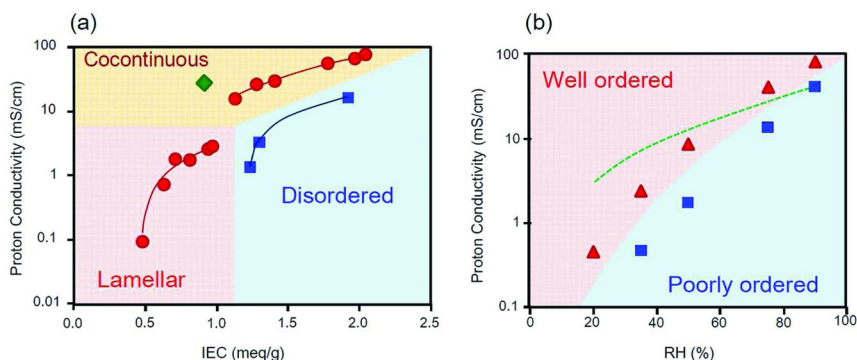 (a)
Proton Conductivity (mS/cm)
100
10
1
0.1
0.01
Cocontinuous
Disordered
Lamellar
0.0
0.5
1.0
1.5
2.0
2.5
IEC (meq/g)
(b)
Proton Conductivity (mS/cm)
100
10
1
0.1
Well ordered
Poorly ordered
0
20
40
60
80
100
RH (%)